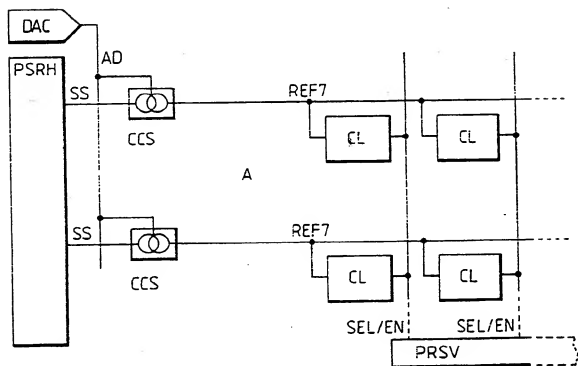 DAC
PSRH
AD
SS
REF7
CCS
CL
CL
A
SS
REF7
CCS
CL
CL
SEL/EN
SEL/EN
PRSV